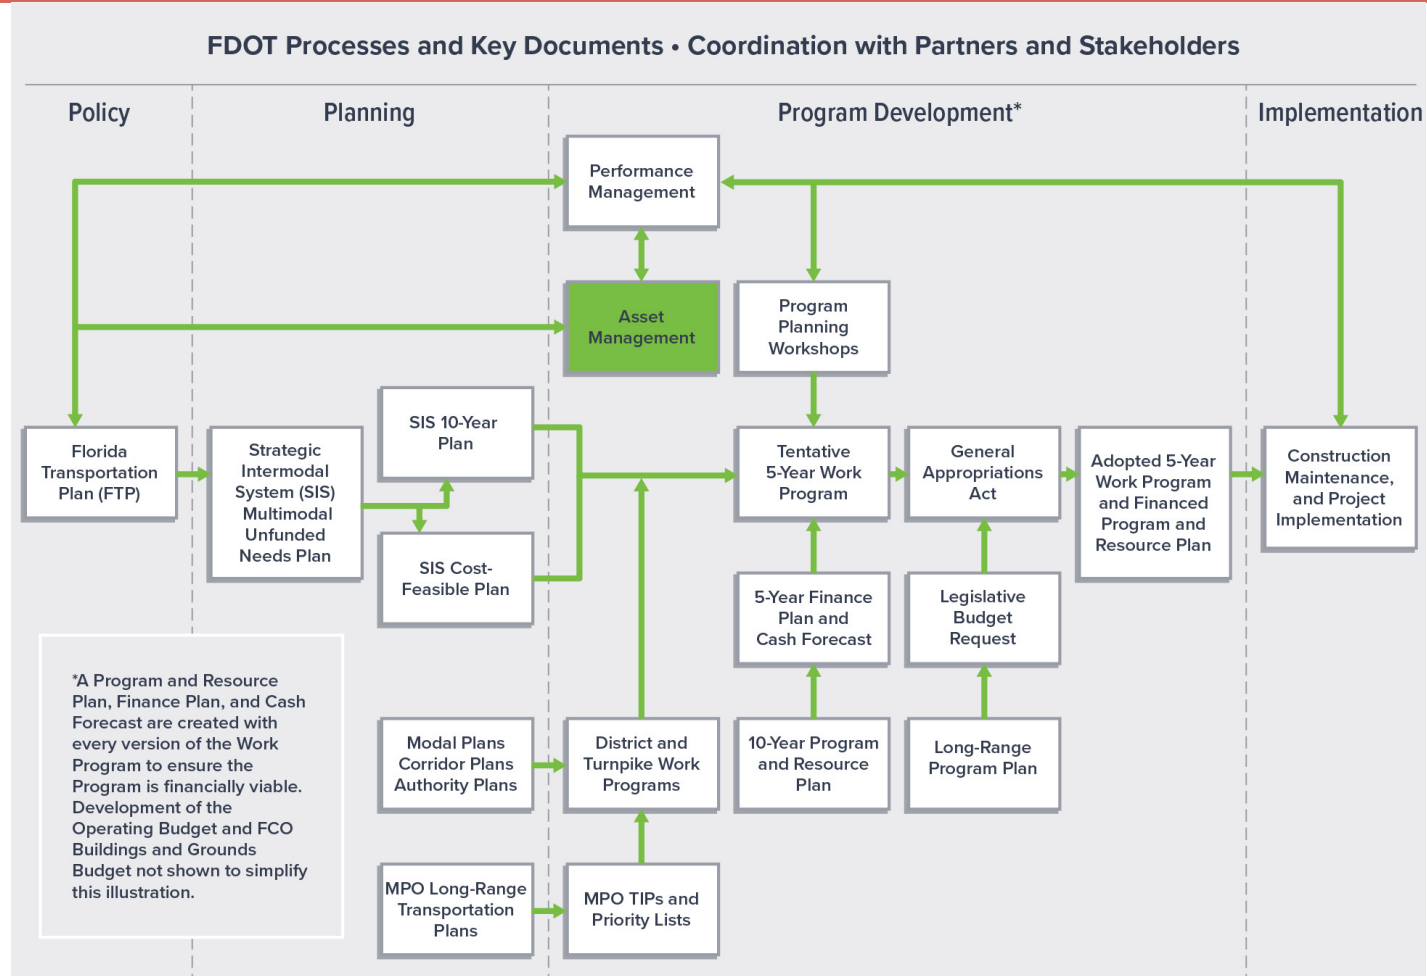 FDOT Processes and Key Documents • Coordination with Partners and Stakeholders
Policy
Planning
Program Development*
Implementation
Performance
Management
Asset
Management
Program
Planning
Workshops
Florida
Transportation
Plan (FTP)
Strategic
Intermodal
System (SIS)
Multimodal
Unfunded
Needs Plan
SIS 10-Year
Plan
SIS Cost-
Feasible Plan
Tentative
5-Year Work
Program
General
Appropriations
Act
Adopted 5-Year
Work Program
and Financed
Program and
Resource Plan
Construction
Maintenance,
and Project
Implementation
5-Year Finance
Plan and
Cash Forecast
Legislative
Budget
Request
Modal Plans
Corridor Plans
Authority Plans
District and
Turnpike Work
Programs
10-Year Program
and Resource
Plan
Long-Range
Program Plan
MPO Long-Range
Transportation
Plans
MPO TIPs and
Priority Lists
*A Program and Resource
Plan, Finance Plan, and Cash
Forecast are created with
every version of the Work
Program to ensure the
Program is financially viable.
Development of the
Operating Budget and FCO
Buildings and Grounds
Budget not shown to simplify
this illustration.